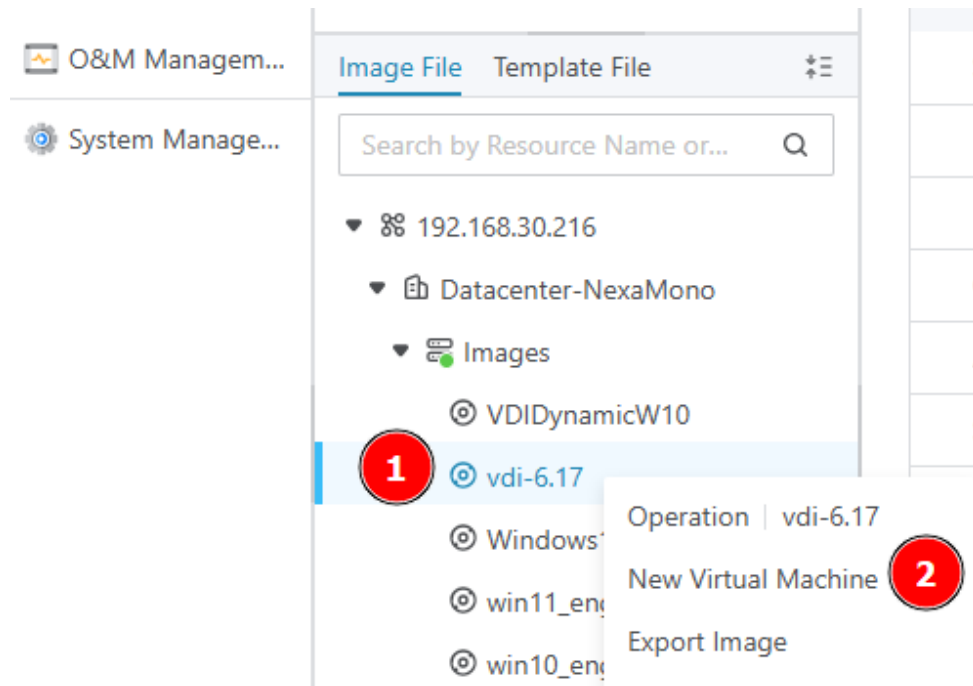 O&M Managem...
System Manage...
Image File Template File
Search by Resource Name or...
192.168.30.216
Datacenter-NexaMono
Images
VDIDynamicW10
1 vdi-6.17
Operation | vdi-6.17
New Virtual Machine 2
Export Image